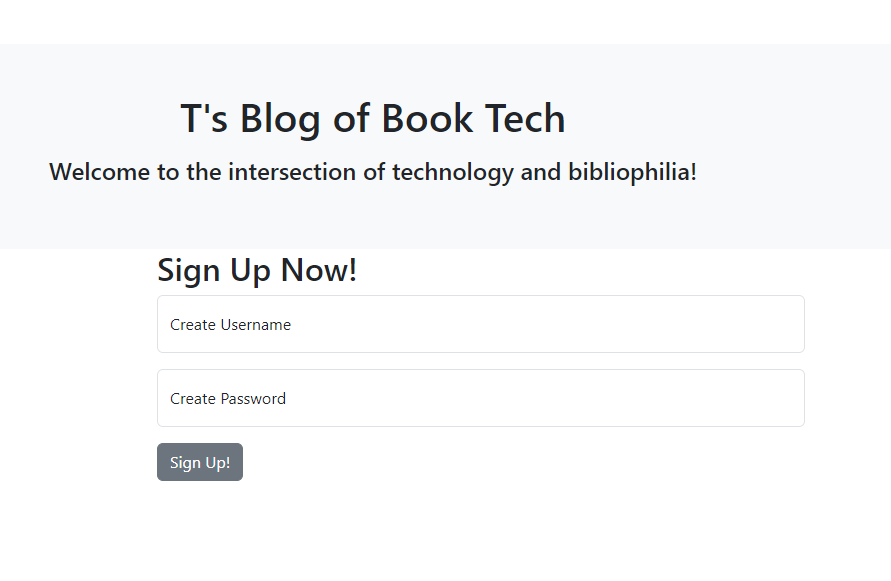 T's Blog of Book Tech
Welcome to the intersection of technology and bibliophilia!
Sign Up Now!
Create Username
Create Password
Sign Up!